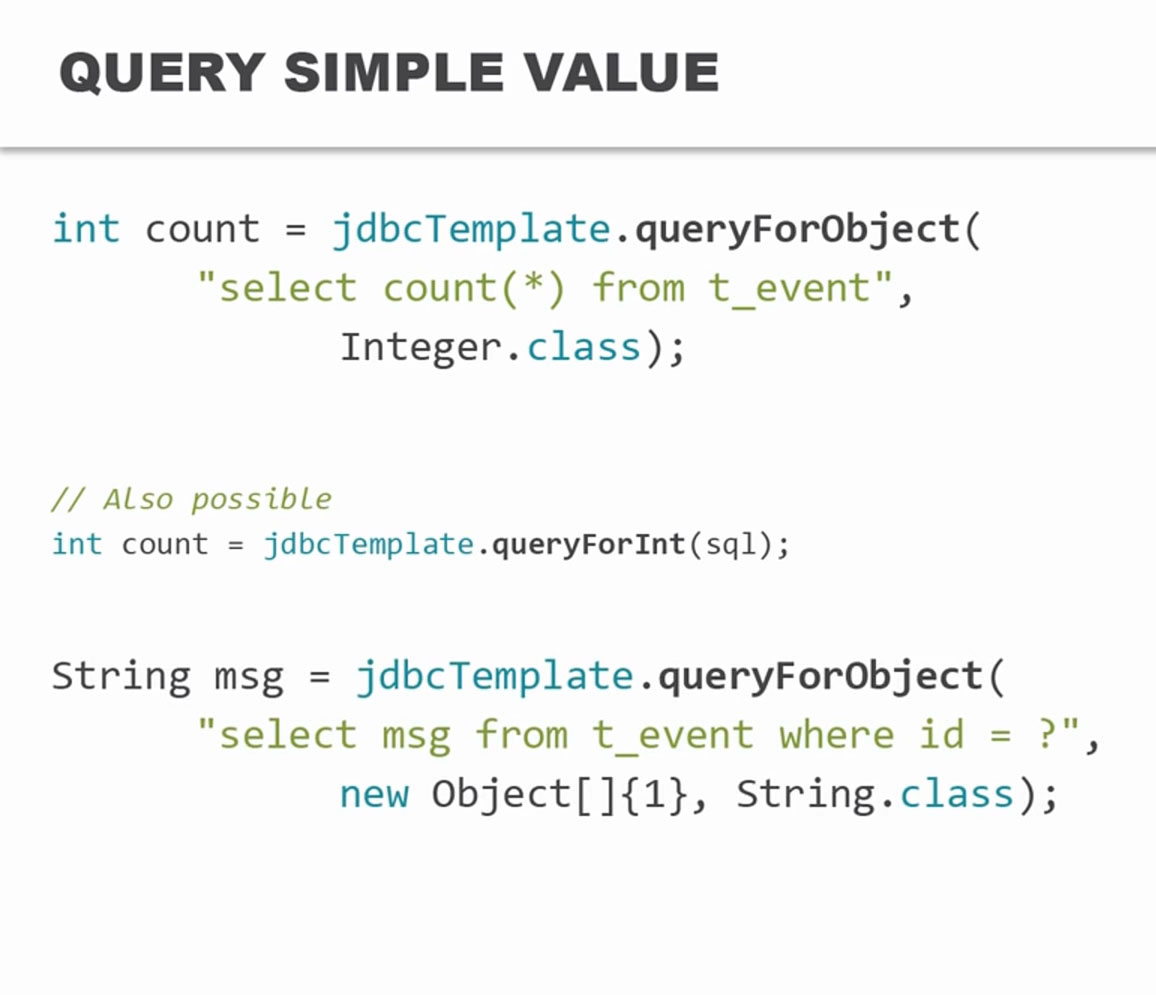 QUERY SIMPLE VALUE
int count = jdbcTemplate.queryForObject(
"select count(*) from t_event",
Integer.class);
// Also possible
int count = jdbcTemplate.queryForInt(sql);
String msg = jdbcTemplate.queryForObject(
"select msg from t_event where id = ?",
new Object[]{1}, String.class);